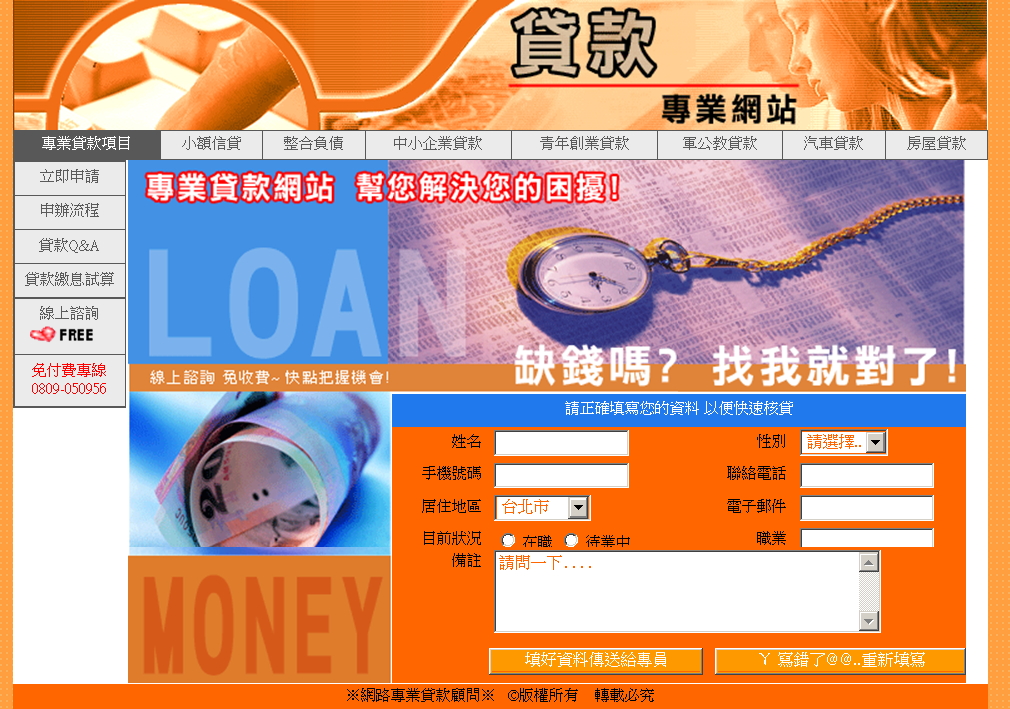 貸款
專業網站
專業貸款項目 小額信貸 整合負債 中小企業貸款 青年創業貸款 軍公教貸款 汽車貸款 房屋貸款
立即申請
申辦流程
貸款Q&A
貸款繳息試算
線上諮詢
FREE
免付費專線
0809-050956
專業貸款網站 幫您解決您的困擾!
LOAN
缺錢嗎? 找我就對了!
線上諮詢 免收費~快點把握機會!
MONEY
請正確填寫您的資料 以便快速核貸
姓名 性別 請選擇..
手機號碼 聯絡電話
居住地區 台北市 電子郵件
目前狀況 在職 待業中 職業
備註 請問一下....
填好資料傳送給專員 ㄚ 寫錯了@@..重新填寫
※網路專業貸款顧問※ ©版權所有 轉載必究